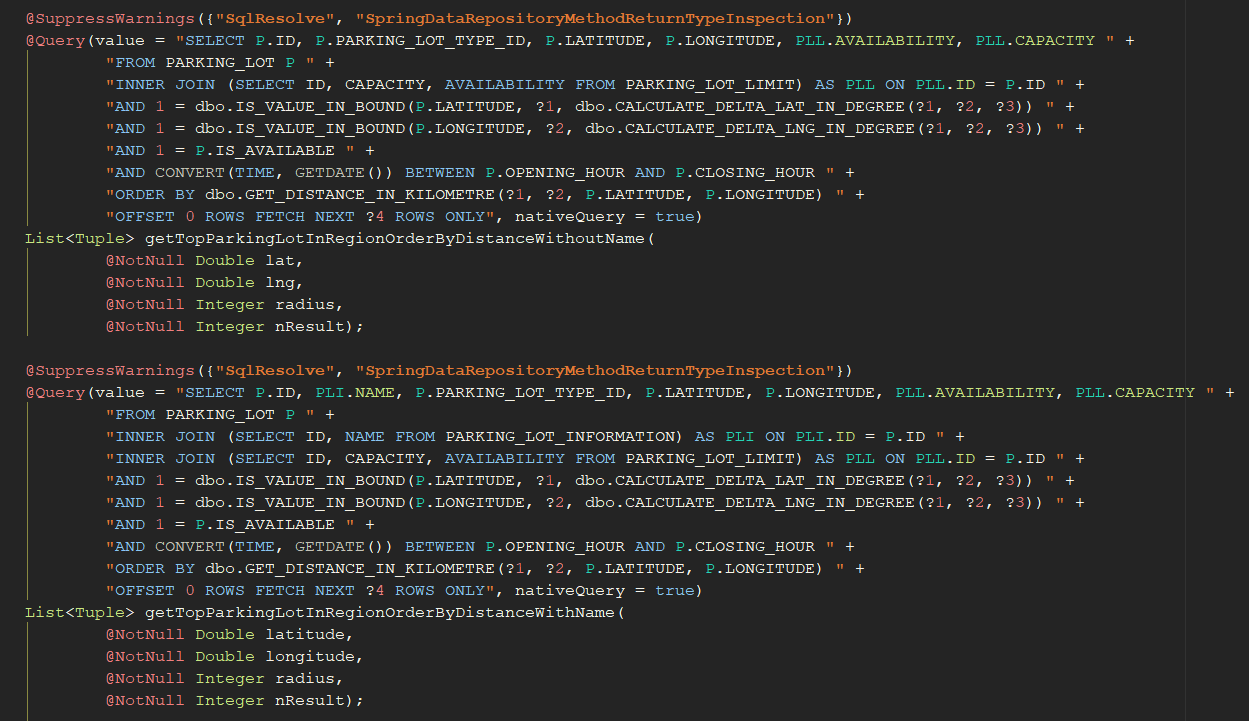 @SuppressWarnings({"SqlResolve", "SpringDataRepositoryMethodReturnTypeInspection"})
@Query(value = "SELECT P.ID, P.PARKING_LOT_TYPE_ID, P.LATITUDE, P.LONGITUDE, PLL.AVAILABILITY, PLL.CAPACITY " +
        "FROM PARKING_LOT P " +
        "INNER JOIN (SELECT ID, CAPACITY, AVAILABILITY FROM PARKING_LOT_LIMIT) AS PLL ON PLL.ID = P.ID " +
        "AND 1 = dbo.IS_VALUE_IN_BOUND(P.LATITUDE, ?1, dbo.CALCULATE_DELTA_LAT_IN_DEGREE(?1, ?2, ?3)) " +
        "AND 1 = dbo.IS_VALUE_IN_BOUND(P.LONGITUDE, ?2, dbo.CALCULATE_DELTA_LNG_IN_DEGREE(?1, ?2, ?3)) " +
        "AND 1 = P.IS_AVAILABLE " +
        "AND CONVERT(TIME, GETDATE()) BETWEEN P.OPENING_HOUR AND P.CLOSING_HOUR " +
        "ORDER BY dbo.GET_DISTANCE_IN_KILOMETRE(?1, ?2, P.LATITUDE, P.LONGITUDE) " +
        "OFFSET 0 ROWS FETCH NEXT ?4 ROWS ONLY", nativeQuery = true)
List<Tuple> getTopParkingLotInRegionOrderByDistanceWithoutName(
        @NotNull Double lat,
        @NotNull Double lng,
        @NotNull Integer radius,
        @NotNull Integer nResult);

@SuppressWarnings({"SqlResolve", "SpringDataRepositoryMethodReturnTypeInspection"})
@Query(value = "SELECT P.ID, PLI.NAME, P.PARKING_LOT_TYPE_ID, P.LATITUDE, P.LONGITUDE, PLL.AVAILABILITY, PLL.CAPACITY " +
        "FROM PARKING_LOT P " +
        "INNER JOIN (SELECT ID, NAME FROM PARKING_LOT_INFORMATION) AS PLI ON PLI.ID = P.ID " +
        "INNER JOIN (SELECT ID, CAPACITY, AVAILABILITY FROM PARKING_LOT_LIMIT) AS PLL ON PLL.ID = P.ID " +
        "AND 1 = dbo.IS_VALUE_IN_BOUND(P.LATITUDE, ?1, dbo.CALCULATE_DELTA_LAT_IN_DEGREE(?1, ?2, ?3)) " +
        "AND 1 = dbo.IS_VALUE_IN_BOUND(P.LONGITUDE, ?2, dbo.CALCULATE_DELTA_LNG_IN_DEGREE(?1, ?2, ?3)) " +
        "AND 1 = P.IS_AVAILABLE " +
        "AND CONVERT(TIME, GETDATE()) BETWEEN P.OPENING_HOUR AND P.CLOSING_HOUR " +
        "ORDER BY dbo.GET_DISTANCE_IN_KILOMETRE(?1, ?2, P.LATITUDE, P.LONGITUDE) " +
        "OFFSET 0 ROWS FETCH NEXT ?4 ROWS ONLY", nativeQuery = true)
List<Tuple> getTopParkingLotInRegionOrderByDistanceWithName(
        @NotNull Double latitude,
        @NotNull Double longitude,
        @NotNull Integer radius,
        @NotNull Integer nResult);